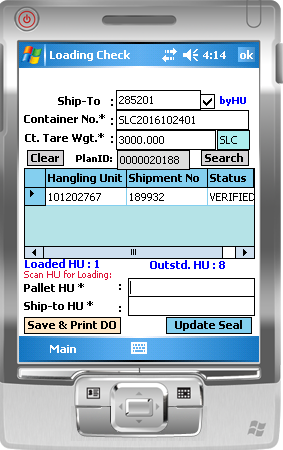 Loading Check 4:14 ok
Ship-To : 285201 byHU
Container No.* : SLC2016102401
Ct. Tare Wgt.* : 3000.000 SLC
Clear PlanID: 0000020188 Search
Hangling Unit Shipment No Status
101202767 189932 VERIFIED
Loaded HU : 1 Outstd. HU : 8
Scan HU for Loading:
Pallet HU * :
Ship-to HU * :
Save & Print DO Update Seal
Main